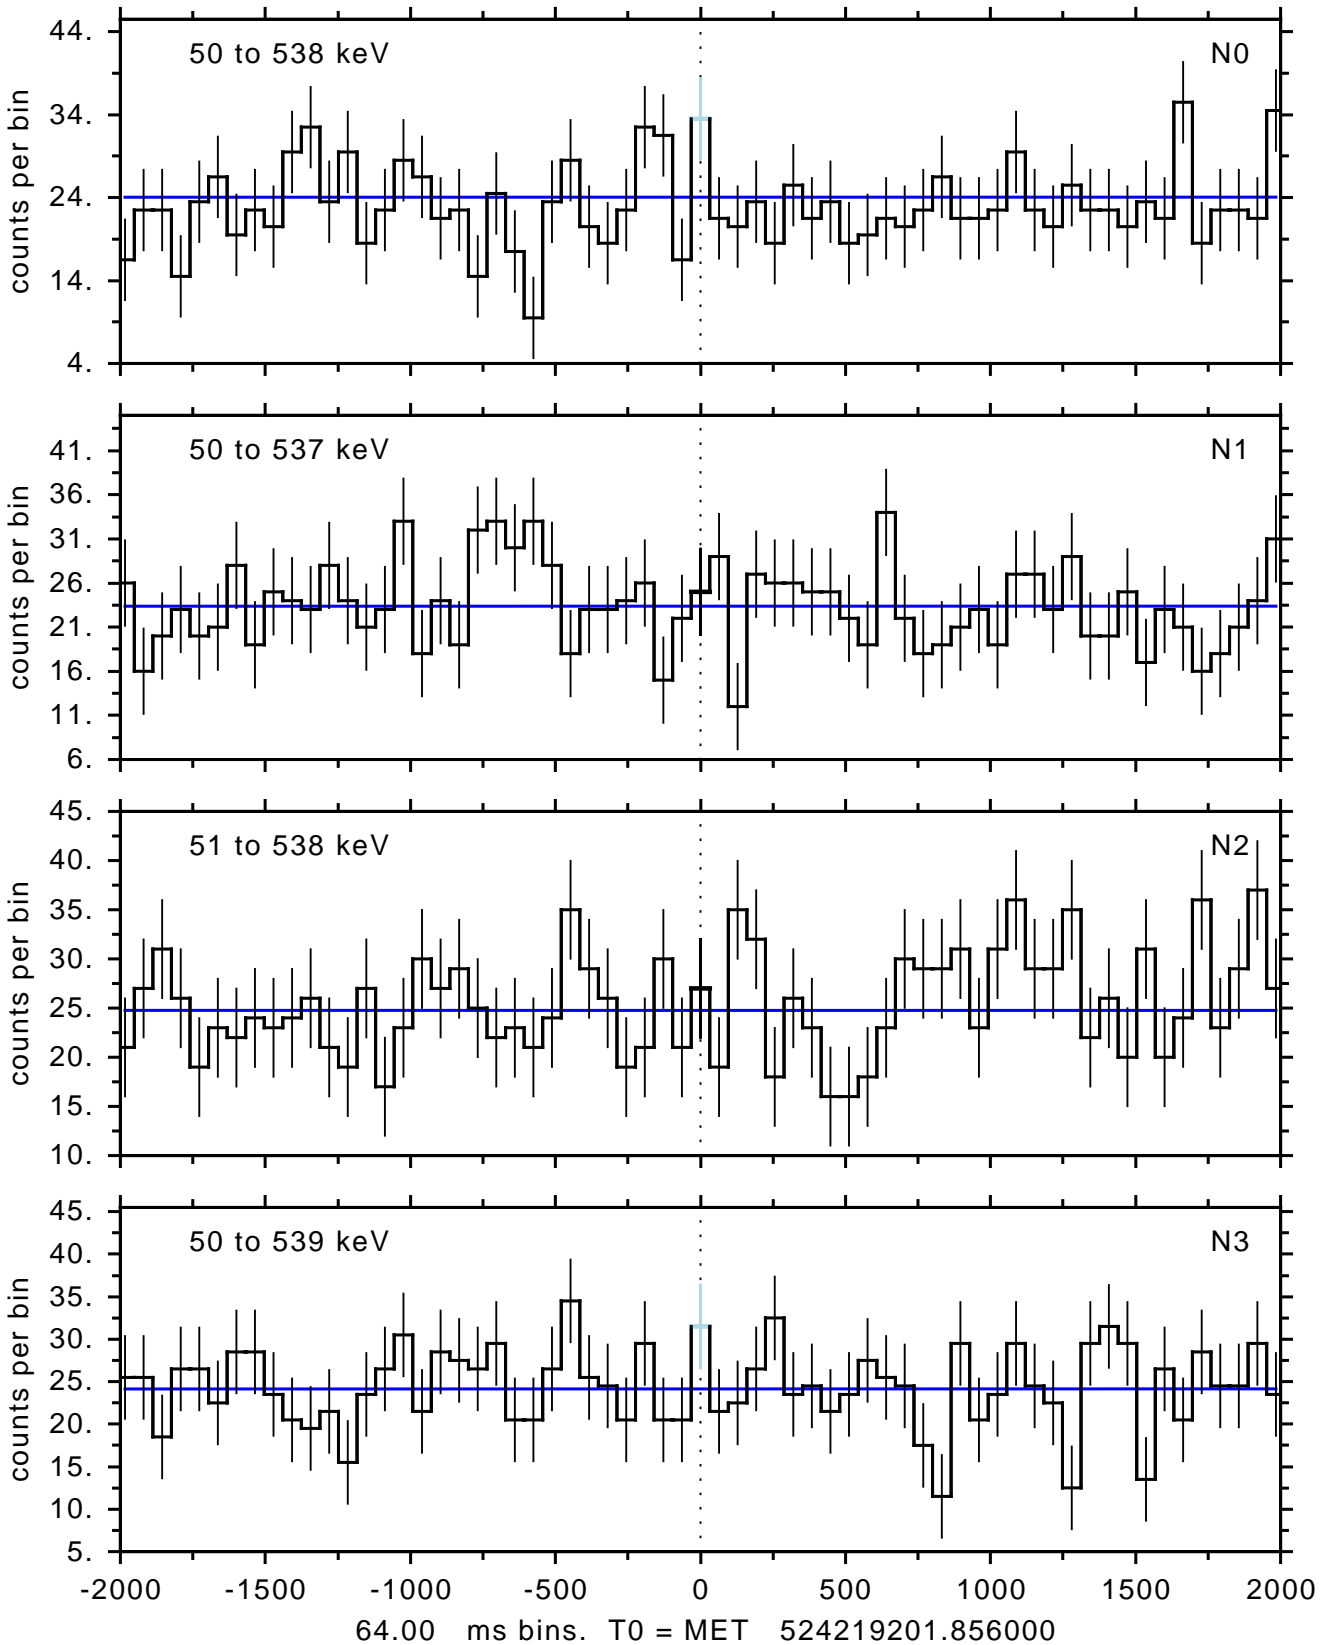 44.
34.
24.
14.
4.
counts per bin
50 to 538 keV
N0
41.
36.
31.
26.
21.
16.
11.
6.
counts per bin
50 to 537 keV
N1
45.
40.
35.
30.
25.
20.
15.
10.
counts per bin
51 to 538 keV
N2
45.
40.
35.
30.
25.
20.
15.
10.
5.
counts per bin
50 to 539 keV
N3
-2000 -1500 -1000 -500 0 500 1000 1500 2000
64.00 ms bins. T0 = MET 524219201.856000